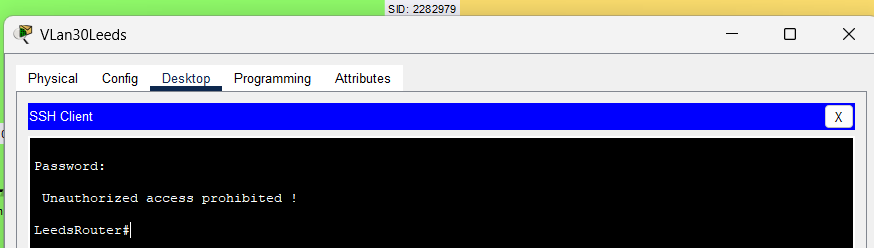 SID: 2282979
VLan30Leeds
Physical Config Desktop Programming Attributes
SSH Client X
Password:
Unauthorized access prohibited !
LeedsRouter#